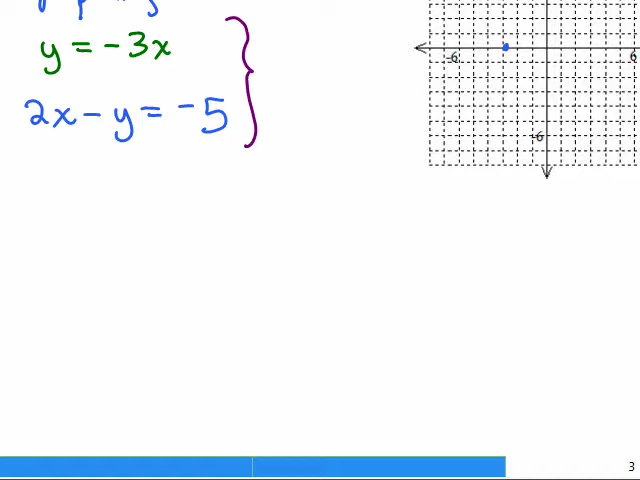 y = -3x
2x - y = -5
-6
6
-6
3